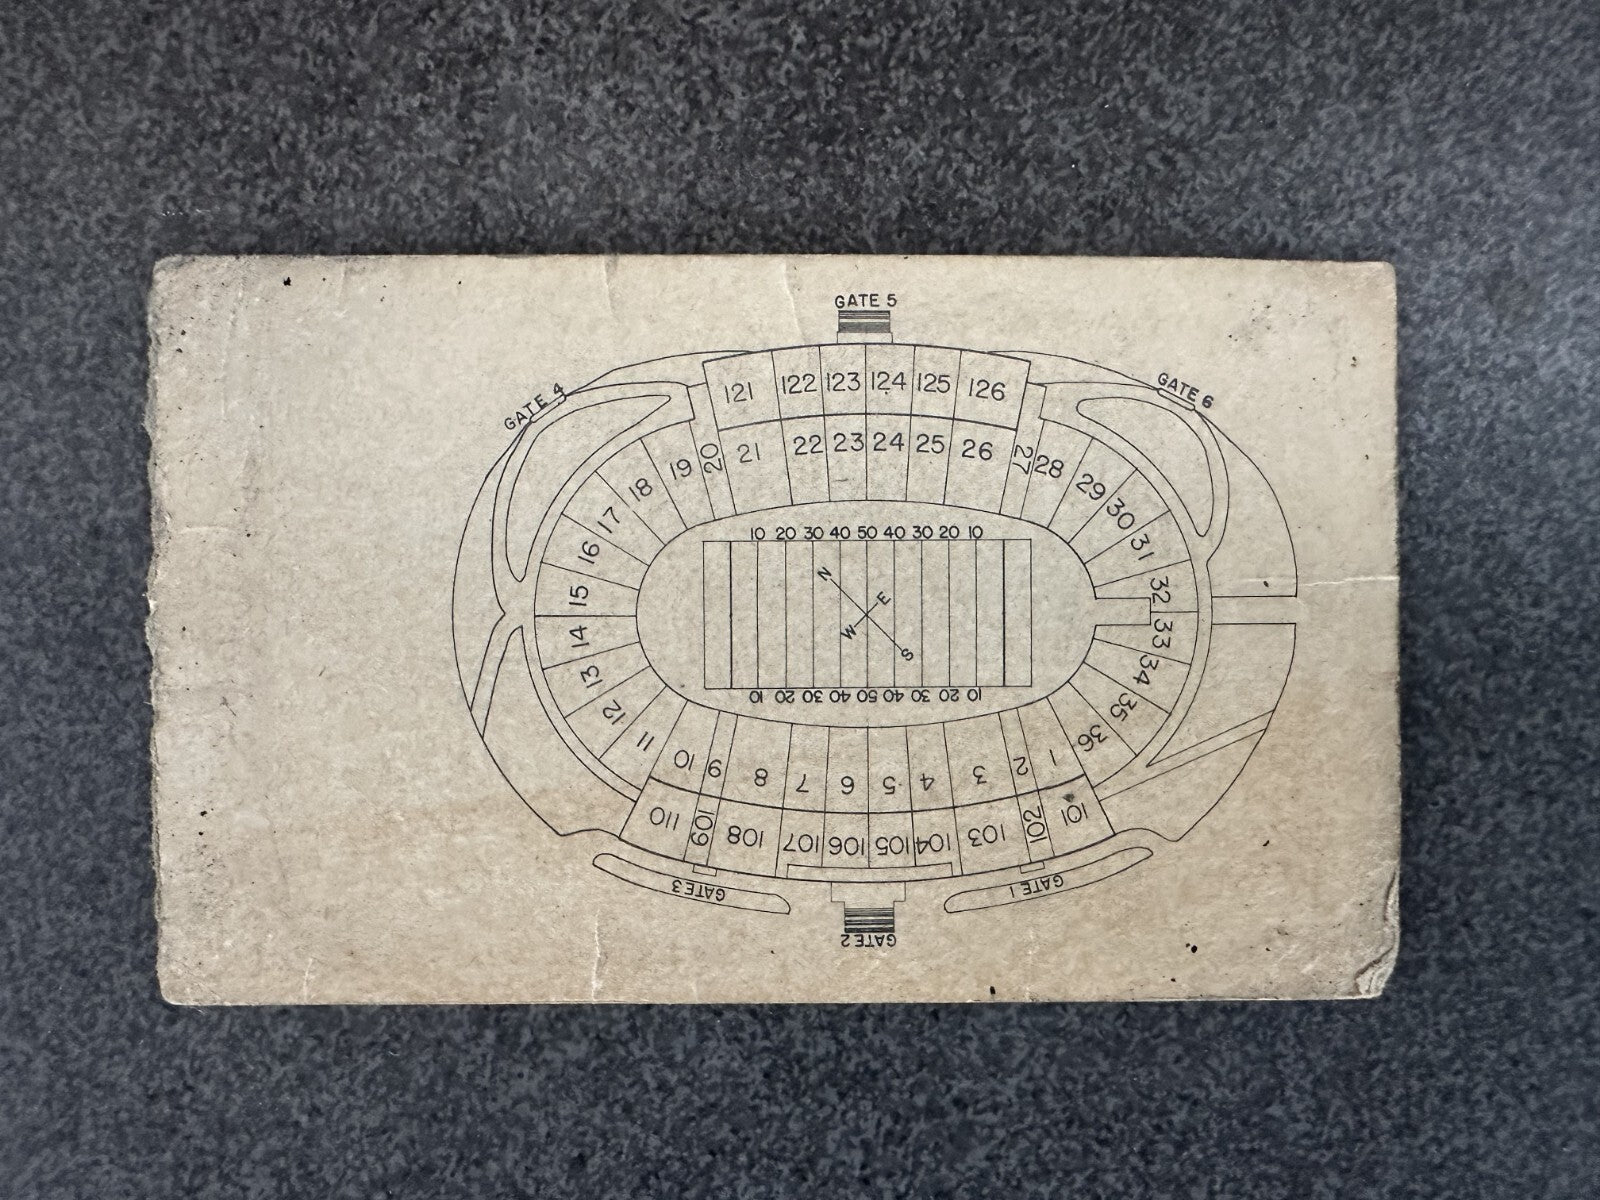 GATE 5
GATE 4
GATE 6
121 122 123 124 125 126
19 20 21 22 23 24 25 26 27 28
18 29
17 30
16 31
15 32
14 33
13 34
12 35
11 36
10 20 30 40 50 40 30 20 10
N
E
W
S
10 20 30 40 50 40 30 20 10
10 9 8 7 6 5 4 3 2 1
110 109 108 107 106 105 104 103 102 101
GATE 3
GATE 1
GATE 2